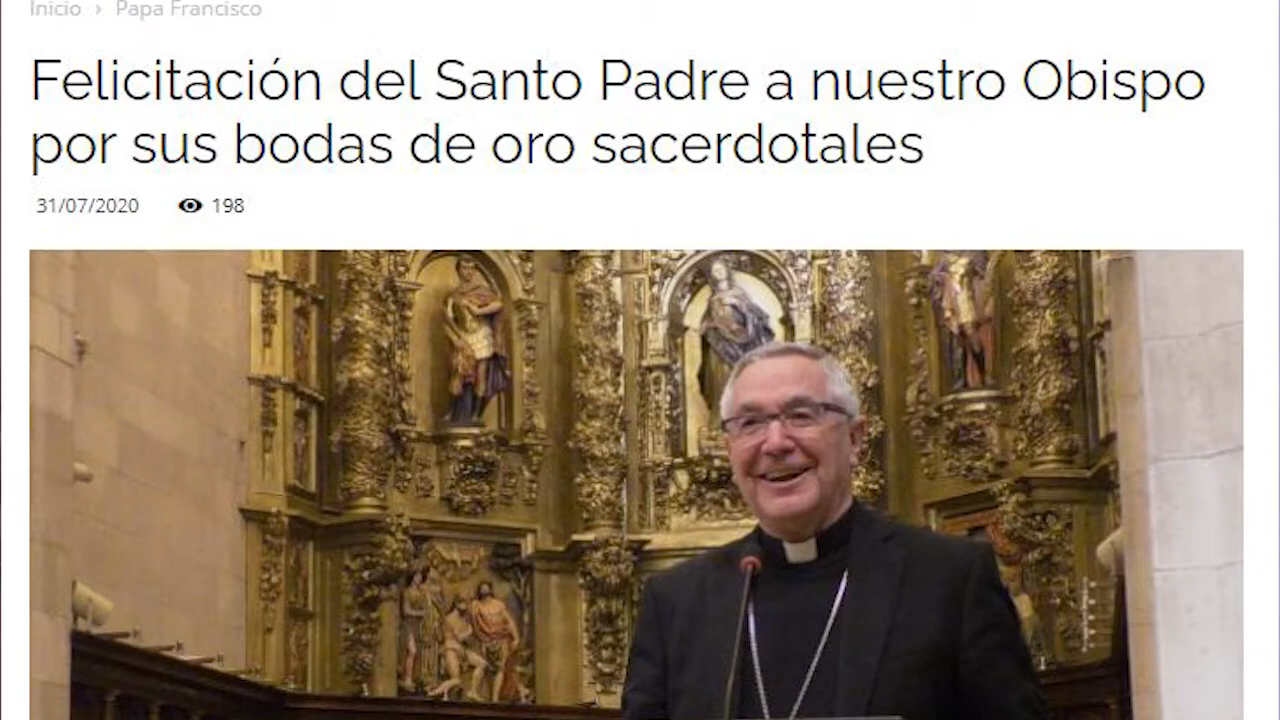 Inicio › Papa Francisco
Felicitación del Santo Padre a nuestro Obispo
por sus bodas de oro sacerdotales
31/07/2020 198